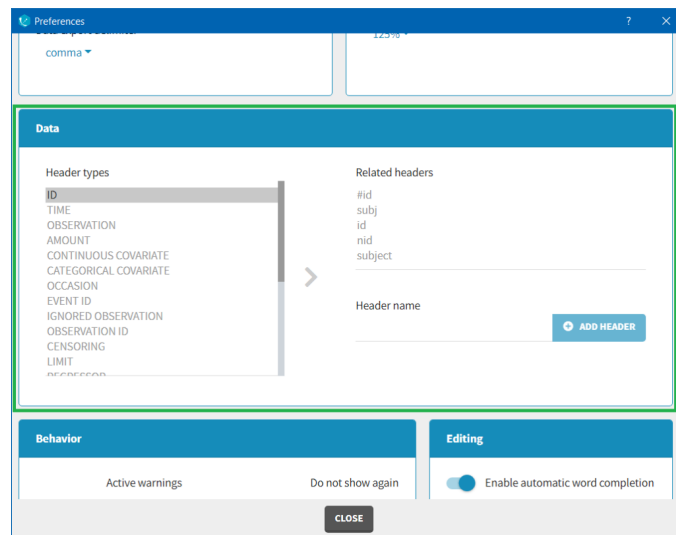 Preferences
? ×
comma
125%
Data
Header types
ID
TIME
OBSERVATION
AMOUNT
CONTINUOUS COVARIATE
CATEGORICAL COVARIATE
OCCASION
EVENT ID
IGNORED OBSERVATION
OBSERVATION ID
CENSORING
LIMIT
REGRESSOR
Related headers
#id
subj
id
nid
subject
Header name
ADD HEADER
Behavior
Active warnings
Do not show again
Editing
Enable automatic word completion
CLOSE